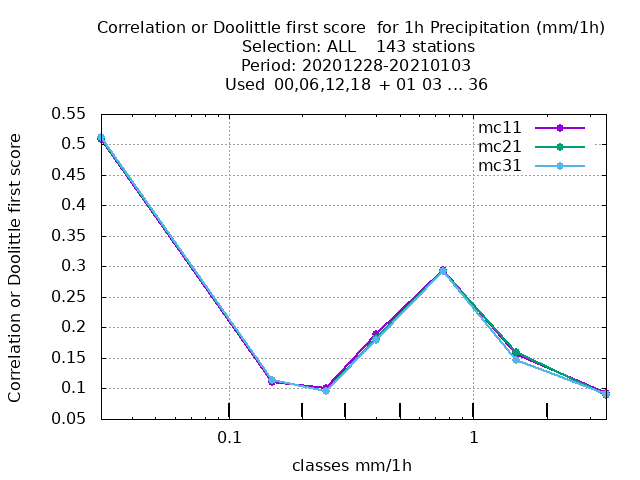 Correlation or Doolittle first score  for 1h Precipitation (mm/1h)
Selection: ALL    143 stations
Period: 20201228-20210103
Used  00,06,12,18  + 01 03 ... 36
Correlation or Doolittle first score
0.55
0.5
0.45
0.4
0.35
0.3
0.25
0.2
0.15
0.1
0.05
mc11
mc21
mc31
0.1
1
classes mm/1h